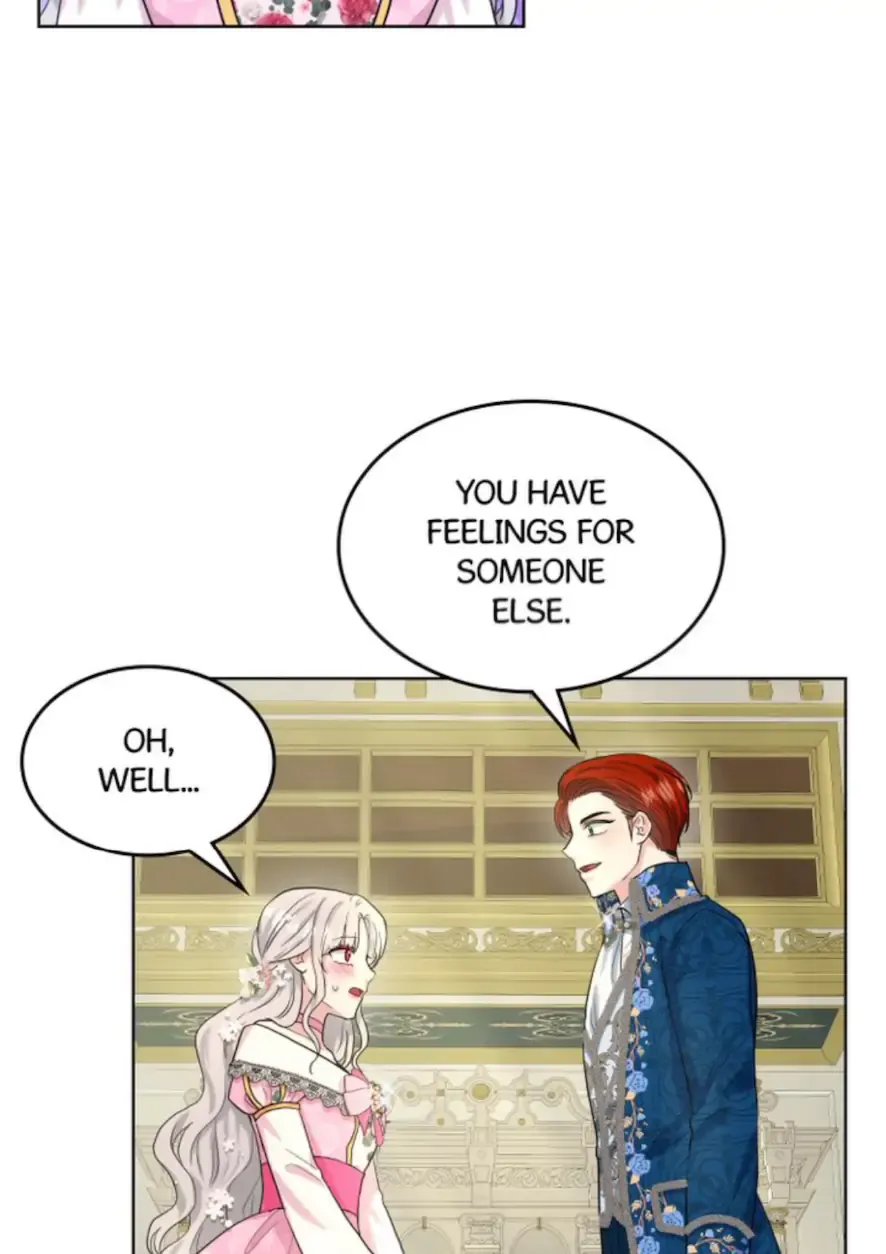 YOU HAVE
FEELINGS FOR
SOMEONE
ELSE.
OH,
WELL...